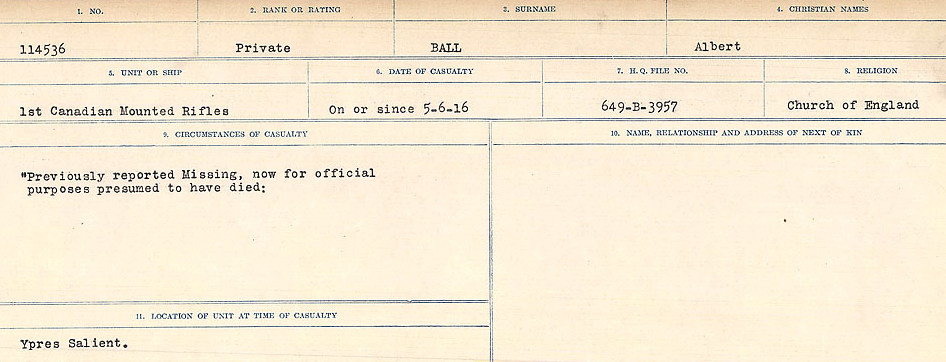 1. NO.
2. RANK OR RATING
3. SURNAME
4. CHRISTIAN NAMES
114536
Private
BALL
Albert
5. UNIT OR SHIP
6. DATE OF CASUALTY
7. H.Q. FILE NO.
8. RELIGION
1st Canadian Mounted Rifles
On or since 5-6-16
649-B-3957
Church of England
9. CIRCUMSTANCES OF CASUALTY
10. NAME, RELATIONSHIP AND ADDRESS OF NEXT OF KIN
"Previously reported Missing, now for official
purposes presumed to have died:
11. LOCATION OF UNIT AT TIME OF CASUALTY
Ypres Salient.